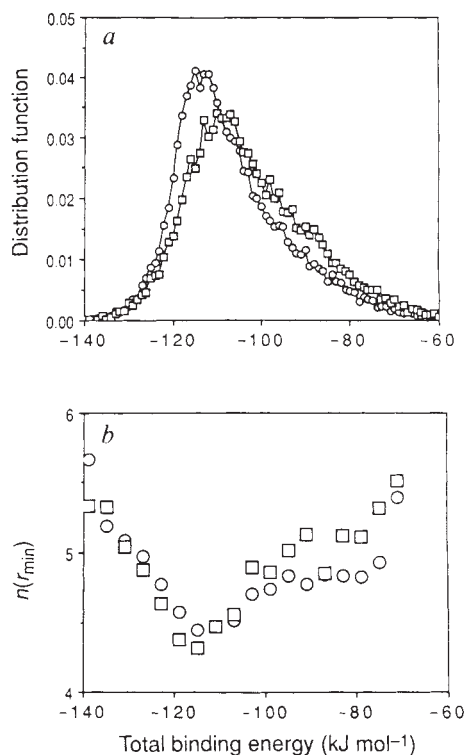 a
0.05
0.04
0.03
0.02
0.01
0.00
Distribution function
-140 -120 -100 -80 -60
b
6
5
4
n(rmin)
-140 -120 -100 -80 -60
Total binding energy (kJ mol–1)